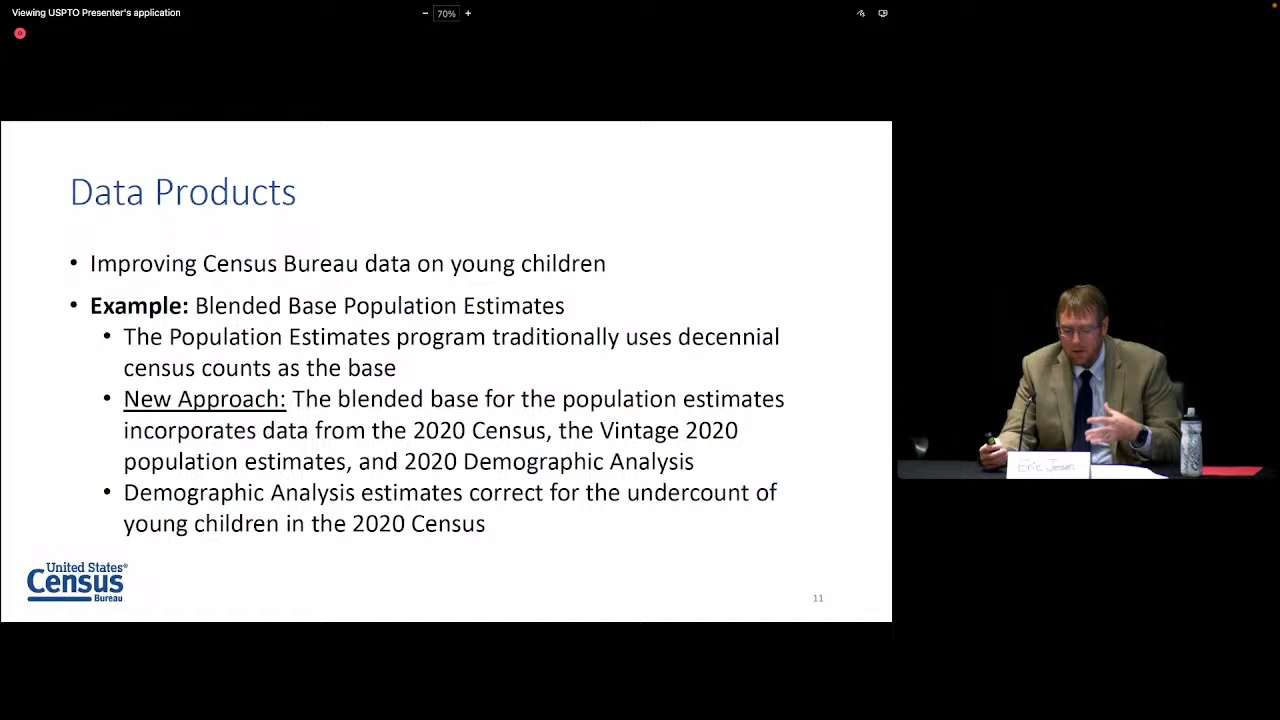 Viewing USPTO Presenter's application
− 70% +
Data Products
• Improving Census Bureau data on young children
• Example: Blended Base Population Estimates
• The Population Estimates program traditionally uses decennial
census counts as the base
• New Approach: The blended base for the population estimates
incorporates data from the 2020 Census, the Vintage 2020
population estimates, and 2020 Demographic Analysis
• Demographic Analysis estimates correct for the undercount of
young children in the 2020 Census
United States®
Census
Bureau
11
Eric Jensen